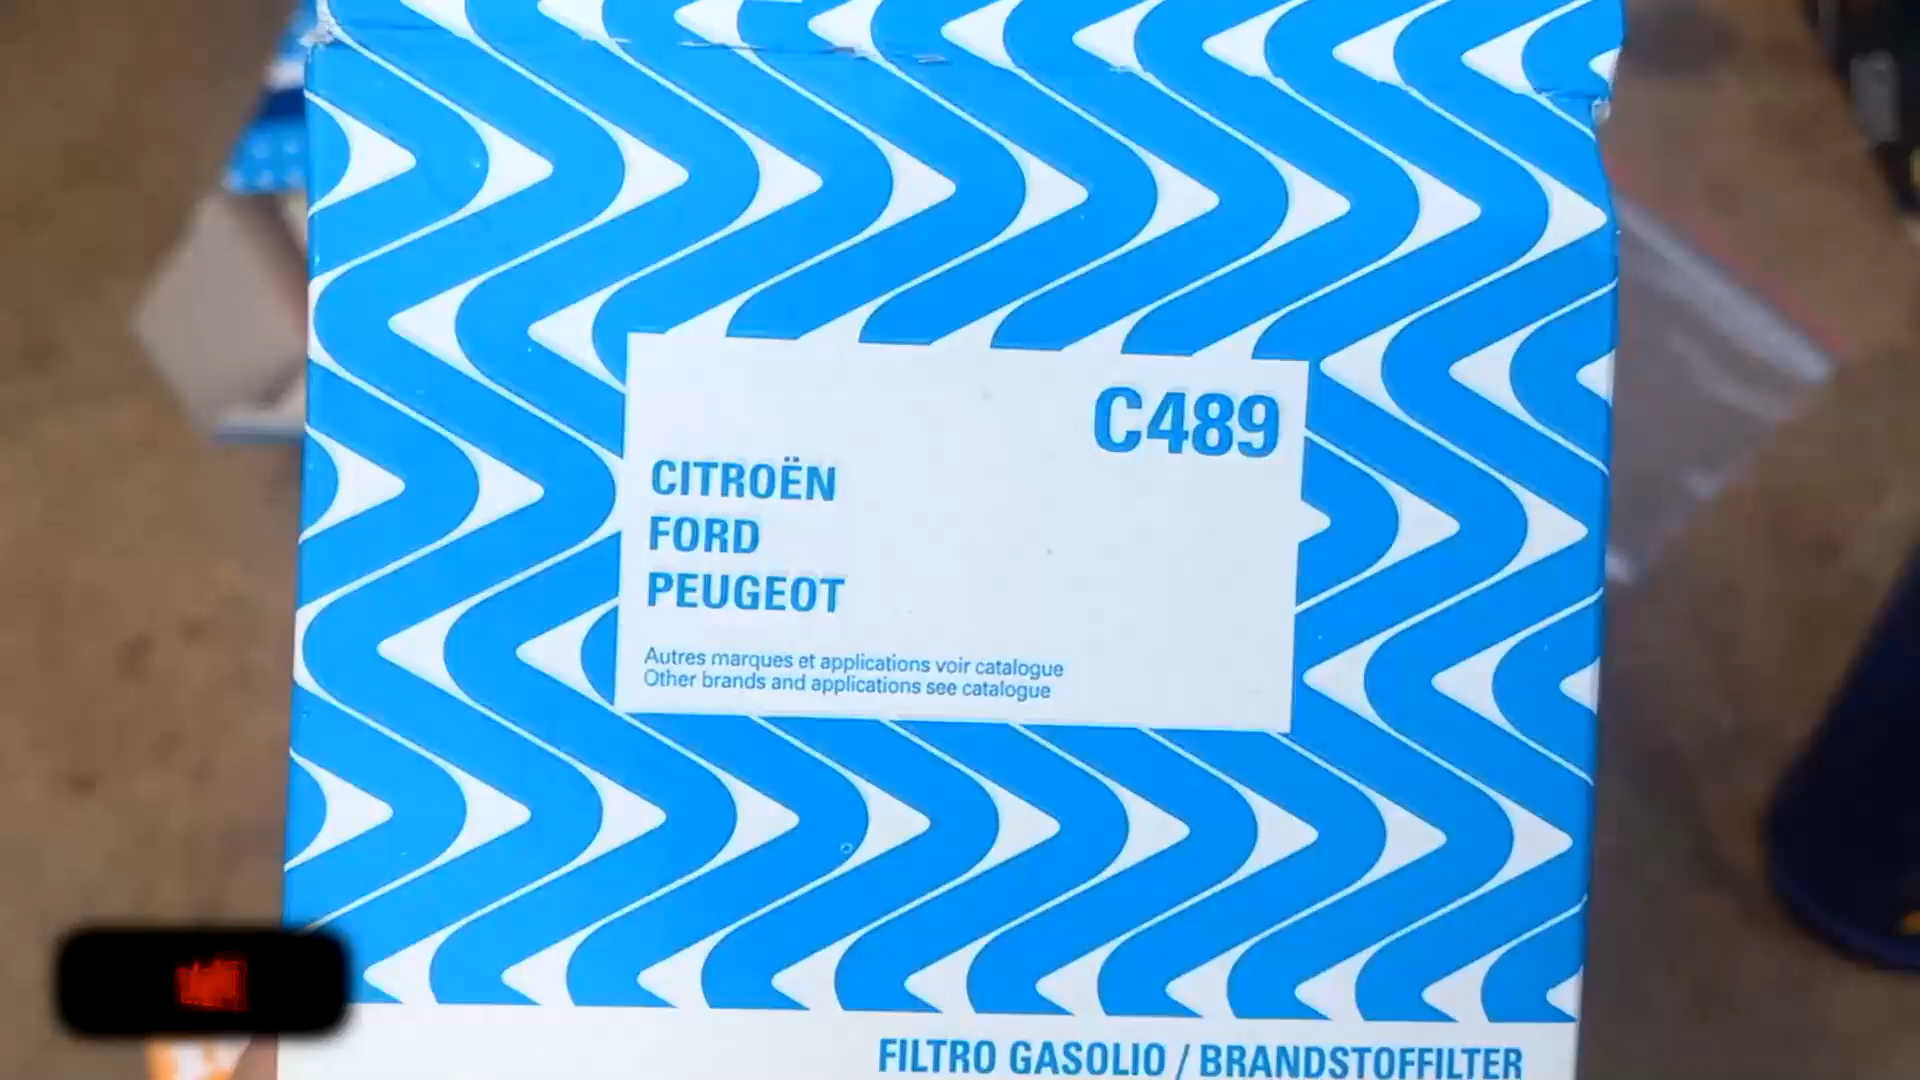 C489
CITROËN
FORD
PEUGEOT
Autres marques et applications voir catalogue
Other brands and applications see catalogue
FILTRO GASOLIO / BRANDSTOFFILTER